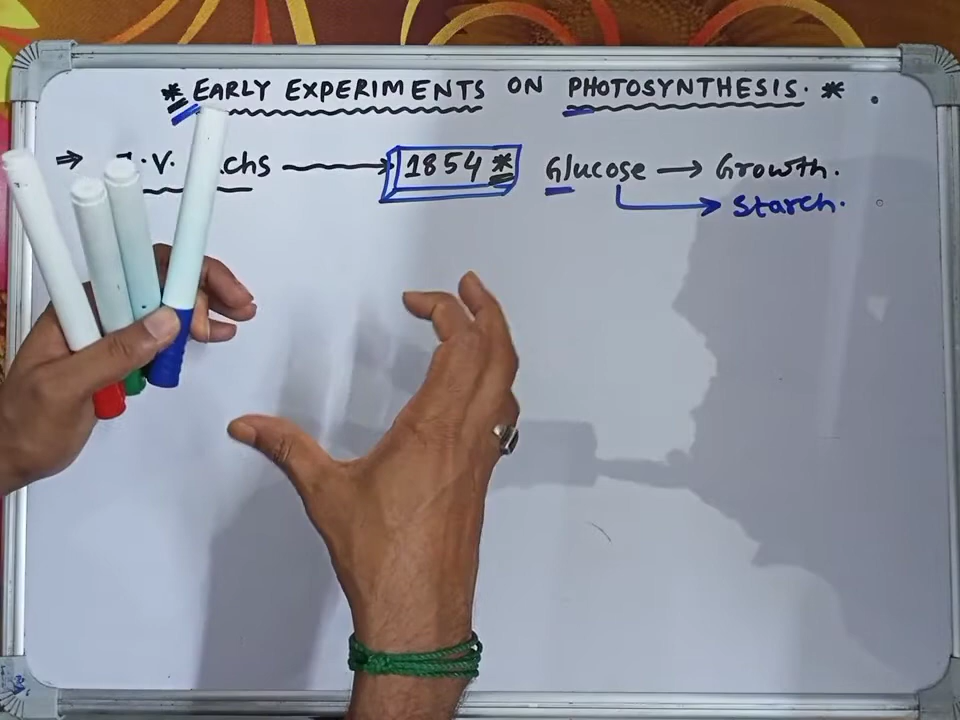 * EARLY EXPERIMENTS ON PHOTOSYNTHESIS. * .
⇒ .V. chs → 1854 * Glucose → Growth.
→ Starch.